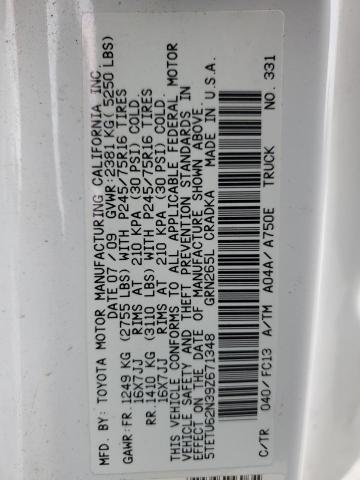 MFD. BY: TOYOTA MOTOR MANUFACTURING CALIFORNIA INC
DATE 07 / 09 GVWR: 2381 KG ( 5250 LBS)
GAWR: FR. 1249 KG (2755 LBS) WITH P245/75R16 TIRES
16X7JJ RIMS AT 210 KPA (30 PSI) COLD.
RR. 1410 KG (3110 LBS) WITH P245/75R16 TIRES
16X7JJ RIMS AT 210 KPA (30 PSI) COLD.
THIS VEHICLE CONFORMS TO ALL APPLICABLE FEDERAL MOTOR
VEHICLE SAFETY AND THEFT PREVENTION STANDARDS IN
EFFECT ON THE DATE OF MANUFACTURE SHOWN ABOVE.
5TETU62N39Z671348 GRN265L CRADKA MADE IN U.S.A.
C/TR 040/FC13 A/TM A04A/A750E TRUCK NO. 331